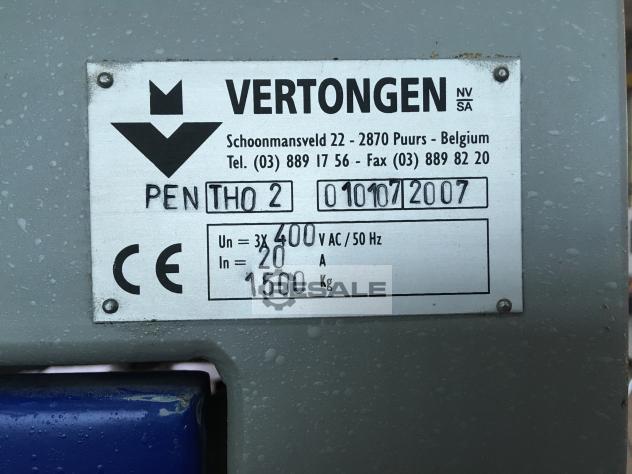 VERTONGEN NV SA
Schoonmansveld 22 - 2870 Puurs - Belgium
Tel. (03) 889 17 56 - Fax (03) 889 82 20
PEN THO 2 010107 2007
CE
Un = 3X 400 V AC / 50 Hz
In = 20 A
1500 Kg
ESALE